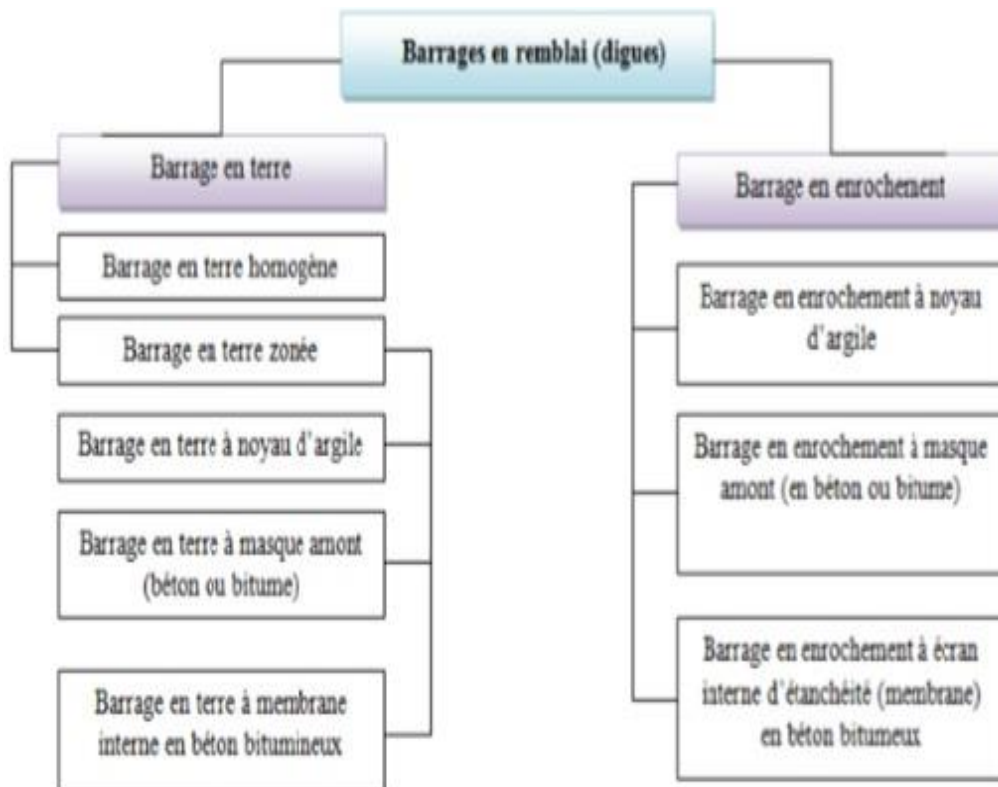 Barrages en remblai (digues)
Barrage en terre
Barrage en terre homogène
Barrage en terre zonée
Barrage en terre à noyau d'argile
Barrage en terre à masque amont
(béton ou bitume)
Barrage en terre à membrane
interne en béton bitumineux
Barrage en enrochement
Barrage en enrochement à noyau
d'argile
Barrage en enrochement à masque
amont (en béton ou bitume)
Barrage en enrochement à écran
interne d'étanchéité (membrane)
en béton bitumeux